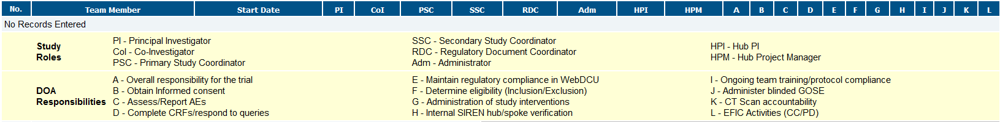 No. Team Member Start Date PI CoI PSC SSC RDC Adm HPI HPM A B C D E F G H I J K L
No Records Entered
Study Roles
PI - Principal Investigator
CoI - Co-Investigator
PSC - Primary Study Coordinator
SSC - Secondary Study Coordinator
RDC - Regulatory Document Coordinator
Adm - Administrator
HPI - Hub PI
HPM - Hub Project Manager
DOA
Responsibilities
A - Overall responsibility for the trial
B - Obtain Informed consent
C - Assess/Report AEs
D - Complete CRFs/respond to queries
E - Maintain regulatory compliance in WebDCU
F - Determine eligibility (Inclusion/Exclusion)
G - Administration of study interventions
H - Internal SIREN hub/spoke verification
I - Ongoing team training/protocol compliance
J - Administer blinded GOSE
K - CT Scan accountability
L - EFIC Activities (CC/PD)